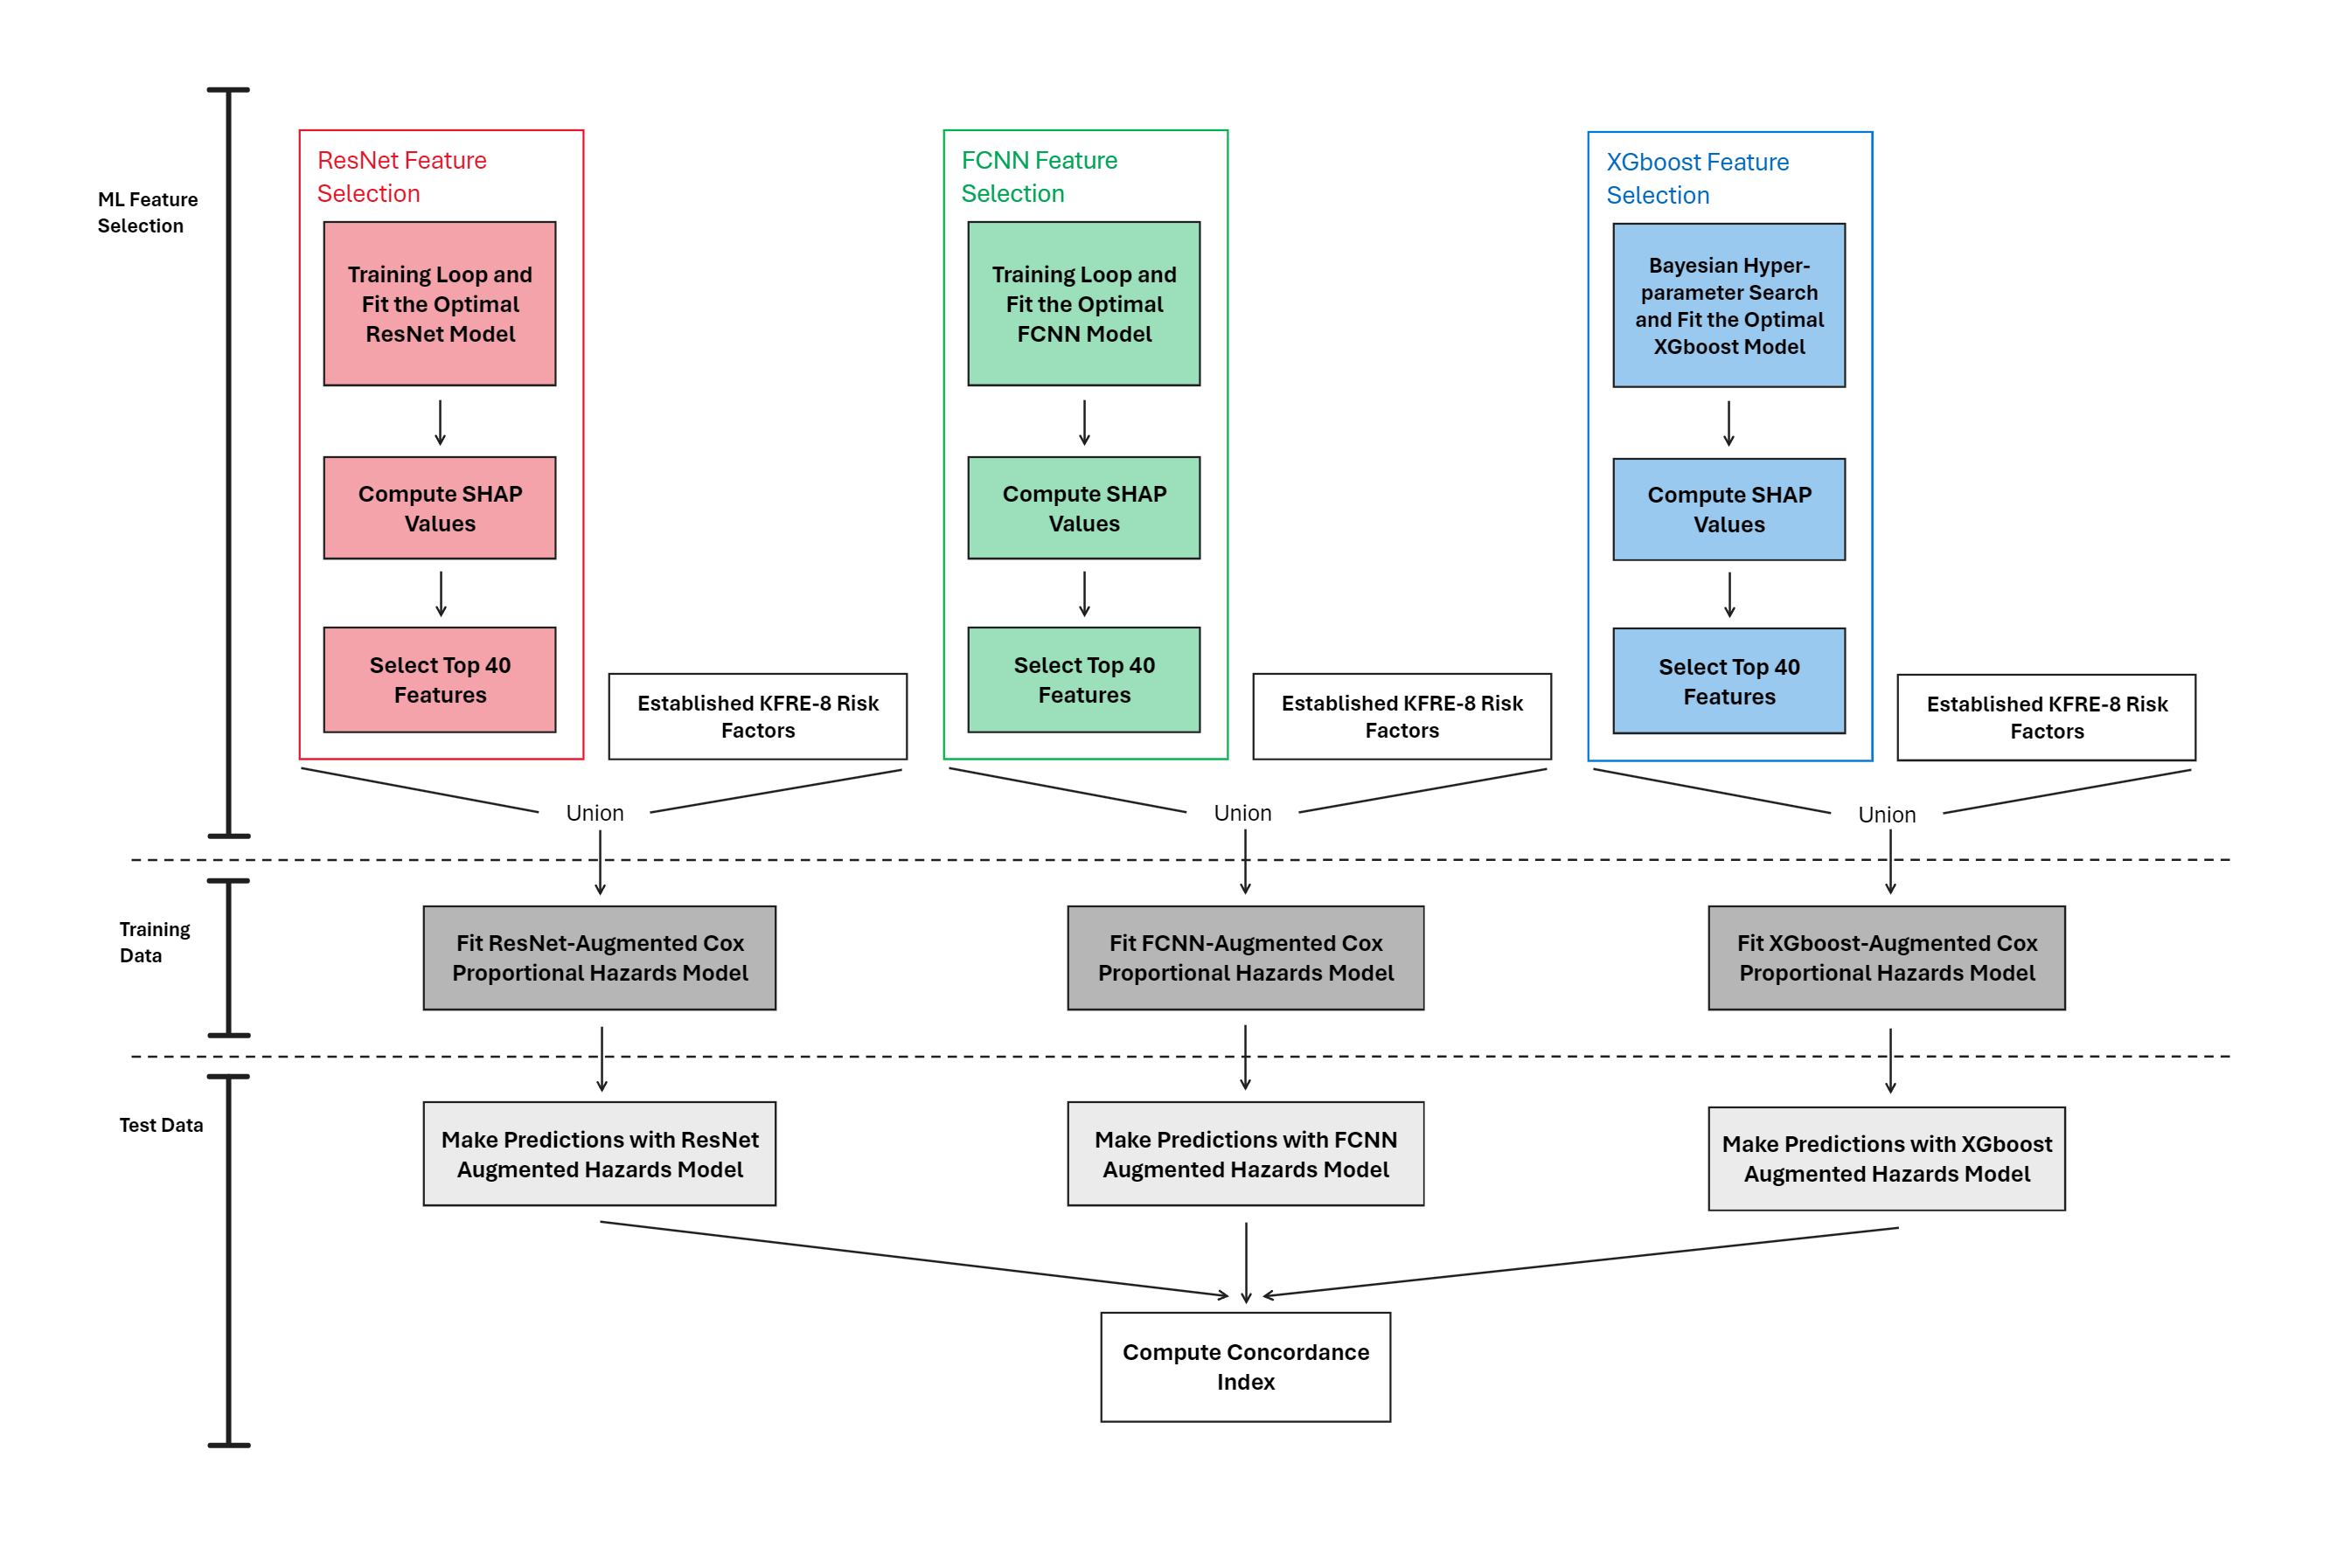 ML Feature
Selection
ResNet Feature
Selection
Training Loop and
Fit the Optimal
ResNet Model
Compute SHAP
Values
Select Top 40
Features
Established KFRE-8 Risk
Factors
Union
FCNN Feature
Selection
Training Loop and
Fit the Optimal
FCNN Model
Compute SHAP
Values
Select Top 40
Features
Established KFRE-8 Risk
Factors
Union
XGboost Feature
Selection
Bayesian Hyper-
parameter Search
and Fit the Optimal
XGboost Model
Compute SHAP
Values
Select Top 40
Features
Established KFRE-8 Risk
Factors
Union
Training
Data
Fit ResNet-Augmented Cox
Proportional Hazards Model
Fit FCNN-Augmented Cox
Proportional Hazards Model
Fit XGboost-Augmented Cox
Proportional Hazards Model
Test Data
Make Predictions with ResNet
Augmented Hazards Model
Make Predictions with FCNN
Augmented Hazards Model
Make Predictions with XGboost
Augmented Hazards Model
Compute Concordance
Index